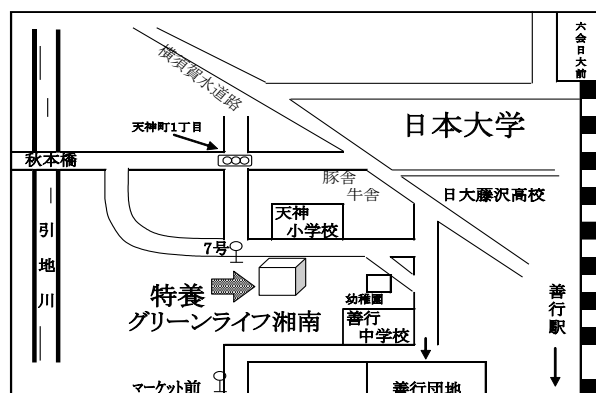 六会日大前
横須賀水道路
日本大学
天神町1丁目
秋本橋
豚舎
牛舎
日大藤沢高校
天神
小学校
引地川
7号
特養
グリーンライフ湘南
幼稚園
善行
中学校
善行駅
マーケット前
善行団地